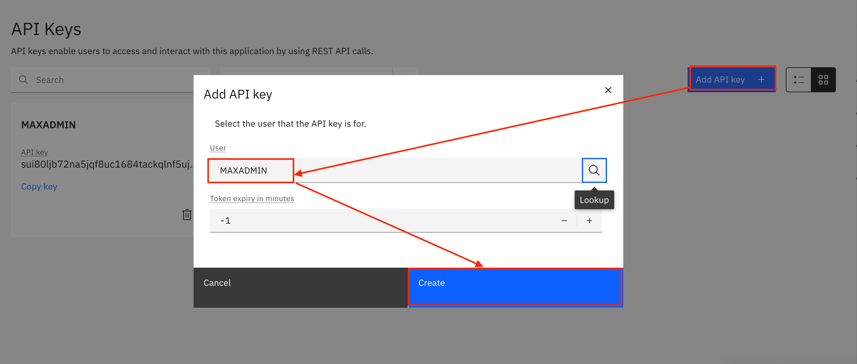 API Keys
API keys enable users to access and interact with this application by using REST API calls.
Search
Add API key +
MAXADMIN
API key
sui80ljb72na5jqf8uc1684tackqlnf5uj...
Copy key
Add API key
Select the user that the API key is for.
User
MAXADMIN
Lookup
Token expiry in minutes
-1
Cancel
Create